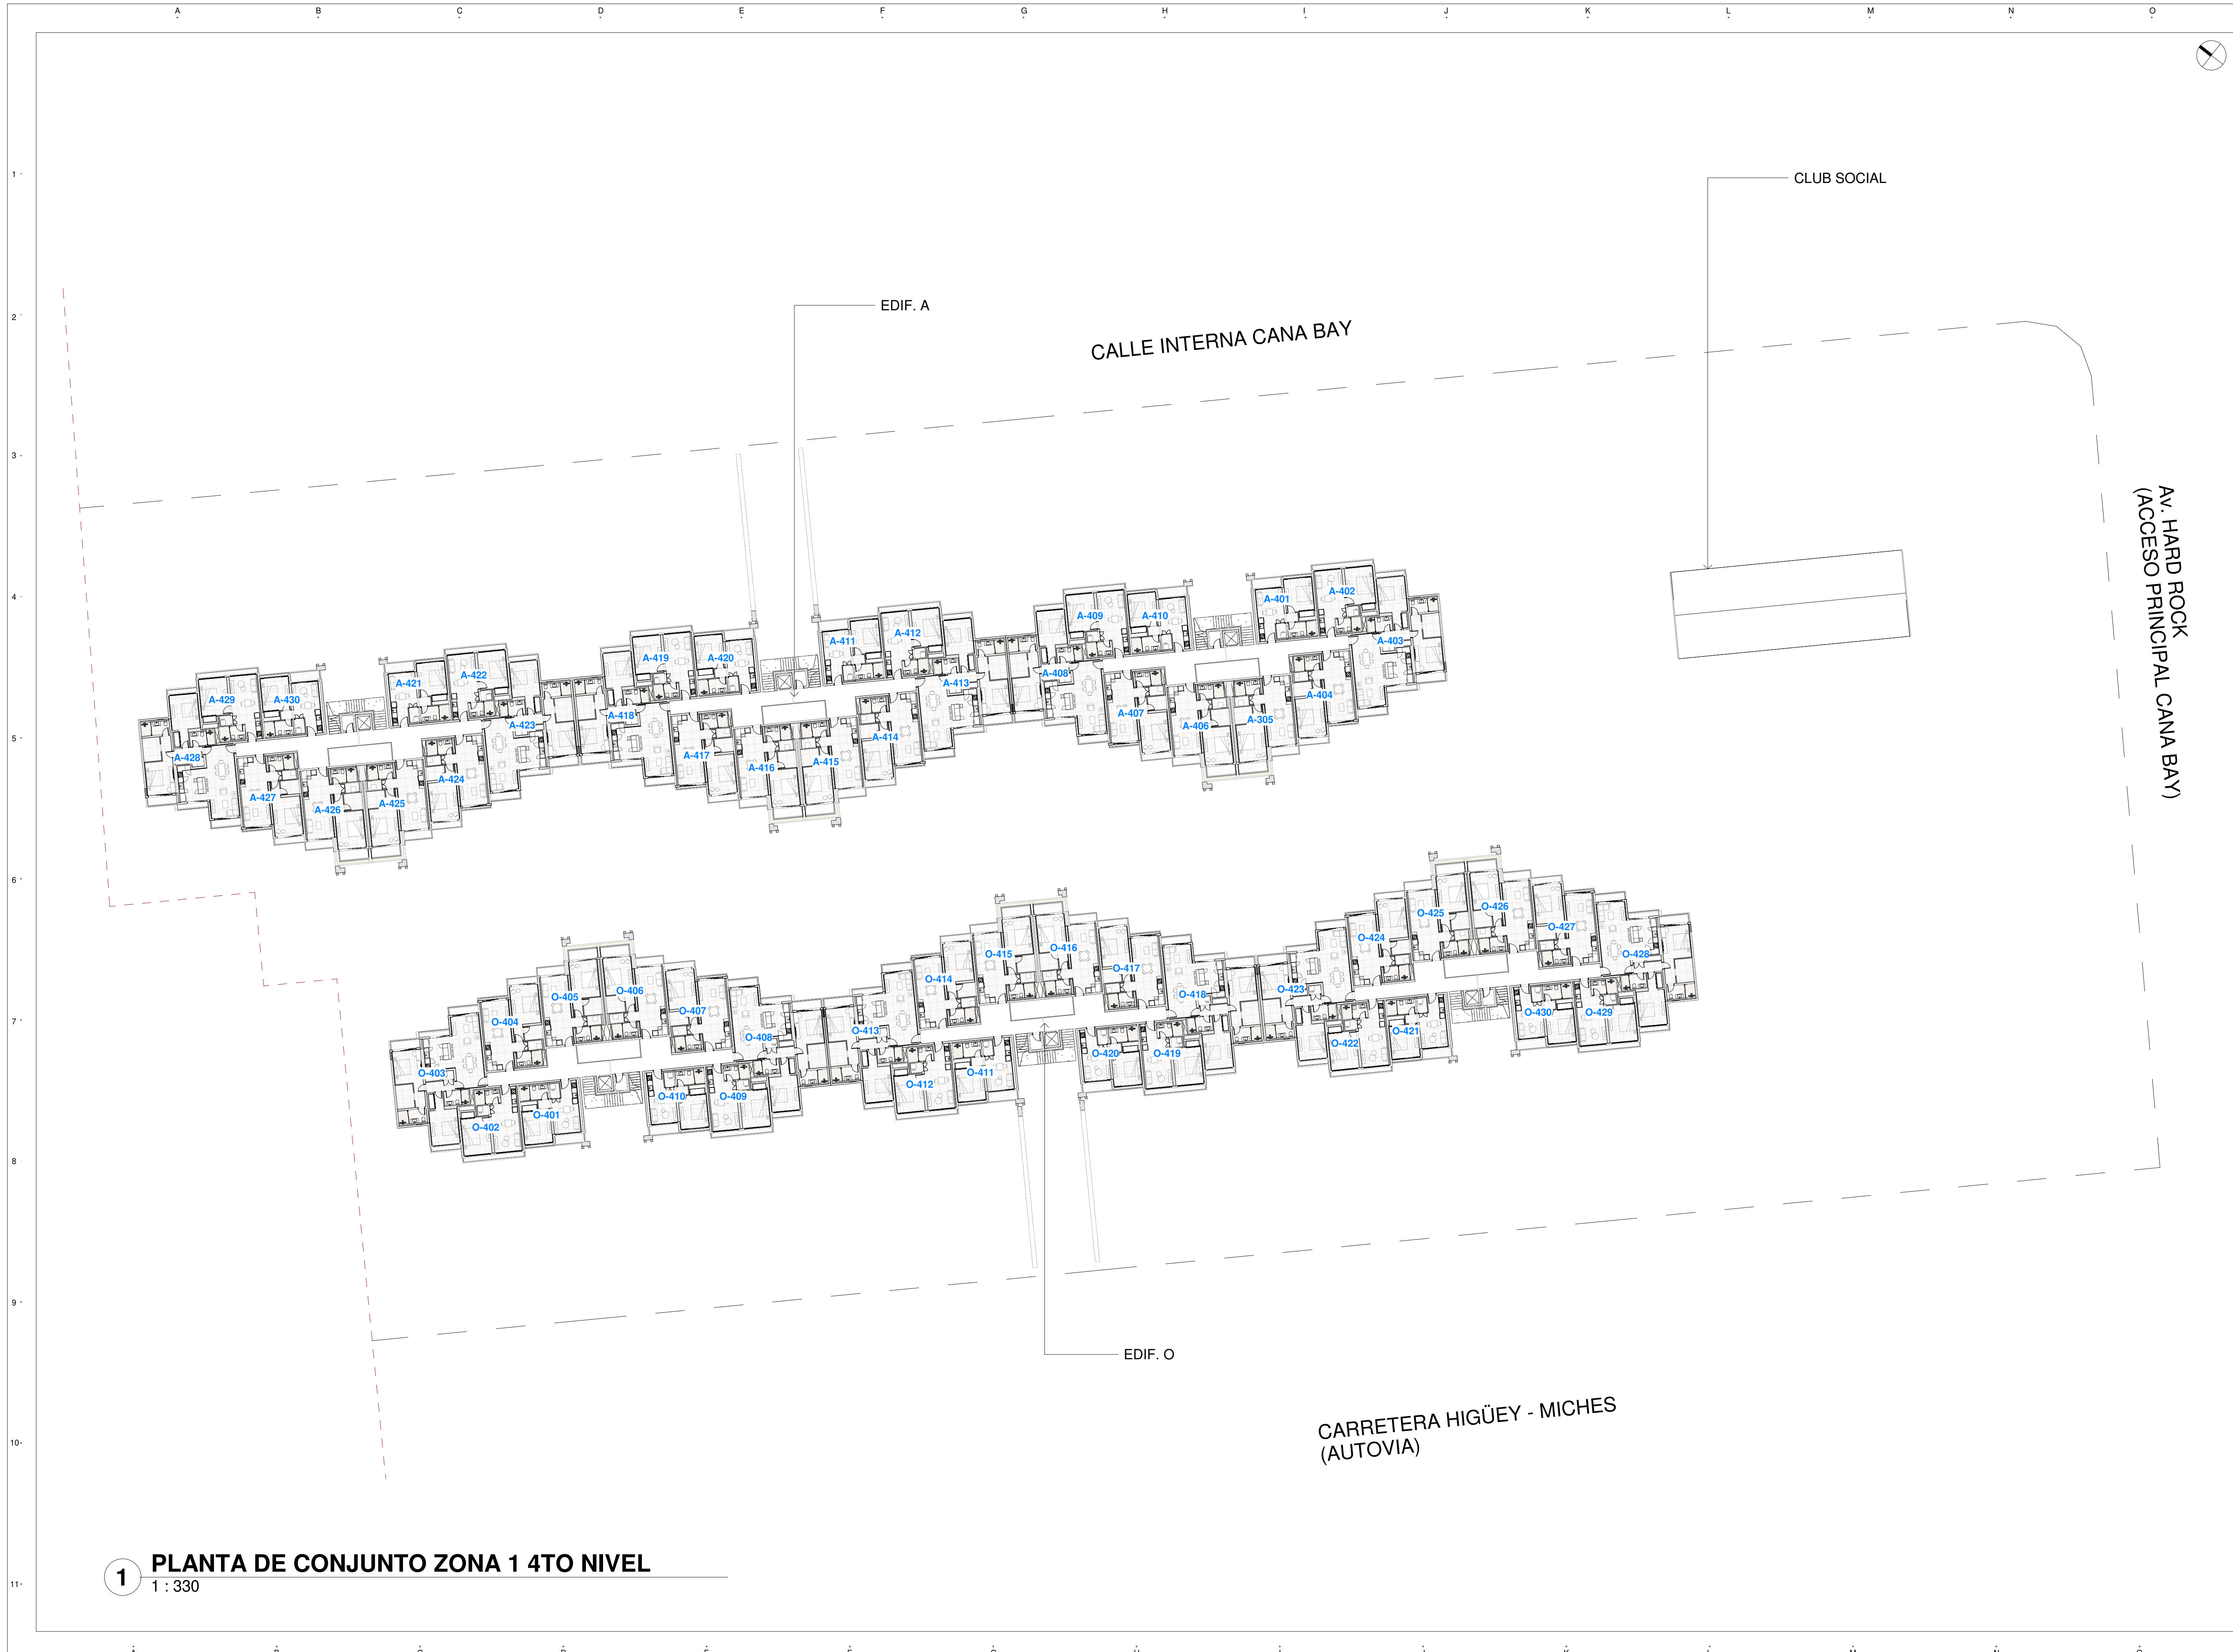 A B C D E F G H I J K L M N O
1
2
3
4
5
6
7
8
9
10
11
CLUB SOCIAL
EDIF. A
CALLE INTERNA CANA BAY
Av. HARD ROCK
(ACCESO PRINCIPAL CANA BAY)
A-401
A-402
A-403
A-404
A-305
A-406
A-407
A-408
A-409
A-410
A-411
A-412
A-413
A-414
A-415
A-416
A-417
A-418
A-419
A-420
A-421
A-422
A-423
A-424
A-425
A-426
A-427
A-428
A-429
A-430
O-401
O-402
O-403
O-404
O-405
O-406
O-407
O-408
O-409
O-410
O-411
O-412
O-413
O-414
O-415
O-416
O-417
O-418
O-419
O-420
O-421
O-422
O-423
O-424
O-425
O-426
O-427
O-428
O-429
O-430
EDIF. O
CARRETERA HIGÜEY - MICHES
(AUTOVIA)
1
PLANTA DE CONJUNTO ZONA 1 4TO NIVEL
1 : 330